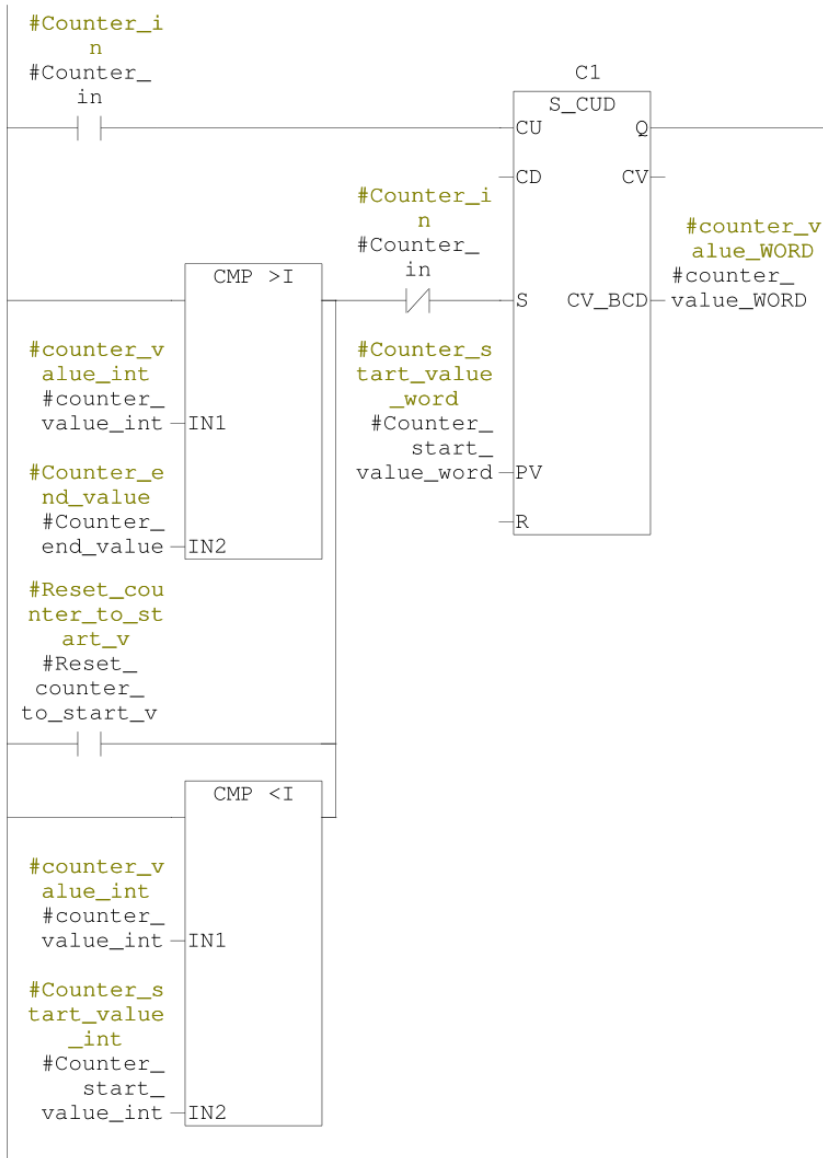 #Counter_i
n
#Counter_
in
C1
S_CUD
CU Q
CD CV
#Counter_i
n
#Counter_
in
#counter_v
alue_WORD
#counter_
value_WORD
CMP >I
S CV_BCD
#counter_v
alue_int
#counter_
value_int IN1
#Counter_s
tart_value
_word
#Counter_
start_
value_word PV
#Counter_e
nd_value
#Counter_
end_value IN2
R
#Reset_cou
nter_to_st
art_v
#Reset_
counter_
to_start_v
CMP <I
#counter_v
alue_int
#counter_
value_int IN1
#Counter_s
tart_value
_int
#Counter_
start_
value_int IN2